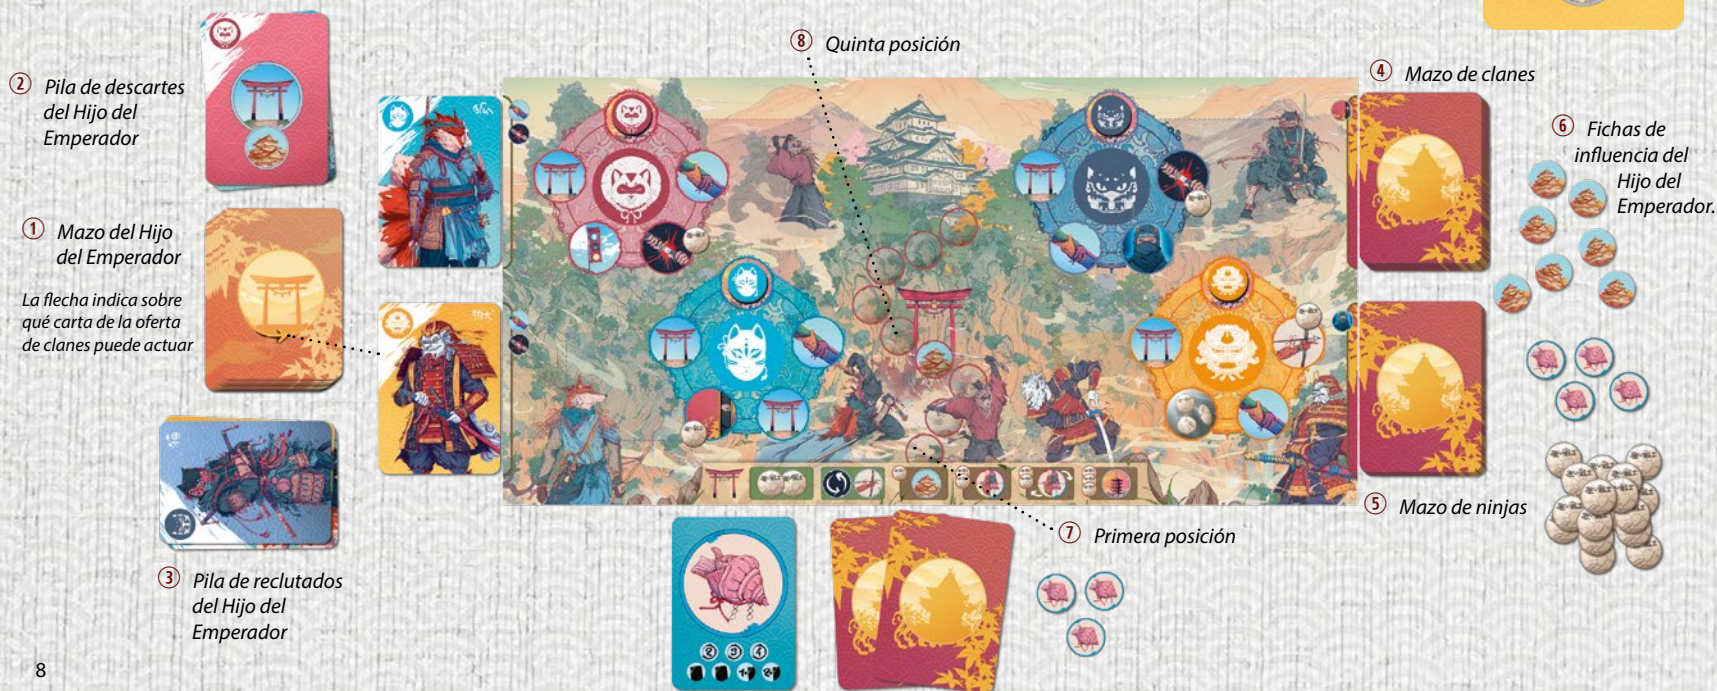 ② Pila de descartes
del Hijo del
Emperador
① Mazo del Hijo
del Emperador
La flecha indica sobre
qué carta de la oferta
de clanes puede actuar
③ Pila de reclutados
del Hijo del
Emperador
⑧ Quinta posición
④ Mazo de clanes
⑥ Fichas de
influencia del
Hijo del
Emperador.
⑤ Mazo de ninjas
⑦ Primera posición
8